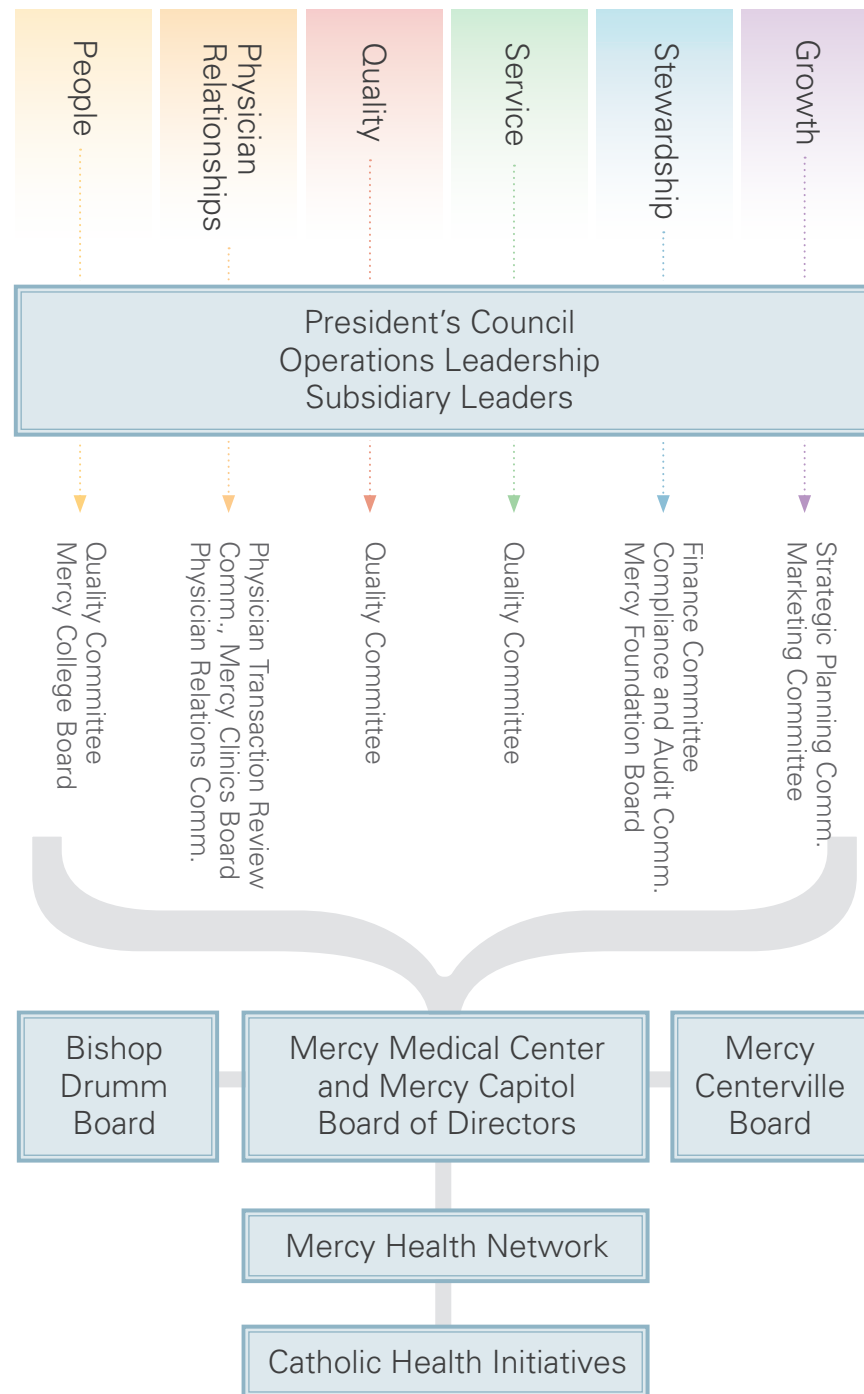 People
Physician
Relationships
Quality
Service
Stewardship
Growth
President's Council
Operations Leadership
Subsidiary Leaders
Quality Committee
Mercy College Board
Physician Transaction Review
Comm., Mercy Clinics Board
Physician Relations Comm.
Quality Committee
Quality Committee
Finance Committee
Compliance and Audit Comm.
Mercy Foundation Board
Strategic Planning Comm.
Marketing Committee
Bishop
Drumm
Board
Mercy Medical Center
and Mercy Capitol
Board of Directors
Mercy
Centerville
Board
Mercy Health Network
Catholic Health Initiatives